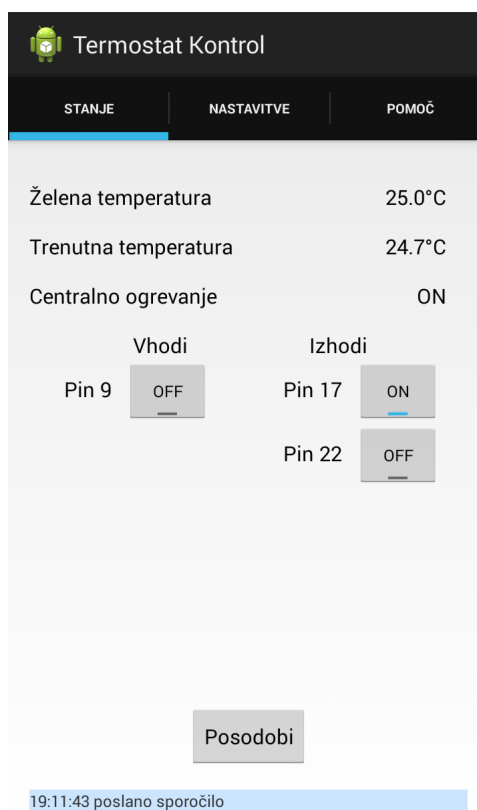 Termostat Kontrol
STANJE NASTAVITVE POMOČ
Želena temperatura 25.0°C
Trenutna temperatura 24.7°C
Centralno ogrevanje ON
Vhodi Izhodi
Pin 9 OFF Pin 17 ON
Pin 22 OFF
Posodobi
19:11:43 poslano sporočilo